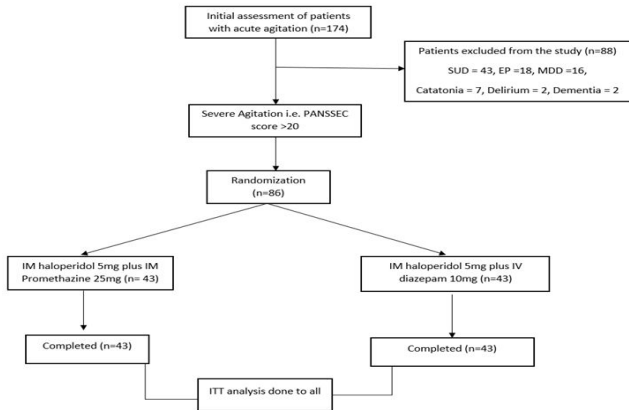 Initial assessment of patients
with acute agitation (n=174)
Patients excluded from the study (n=88)
SUD = 43, EP =18, MDD =16,
Catatonia = 7, Delirium = 2, Dementia = 2
Severe Agitation i.e. PANSSEC
score >20
Randomization
(n=86)
IM haloperidol 5mg plus IM
Promethazine 25mg (n= 43)
IM haloperidol 5mg plus IV
diazepam 10mg (n=43)
Completed (n=43)
Completed (n=43)
ITT analysis done to all